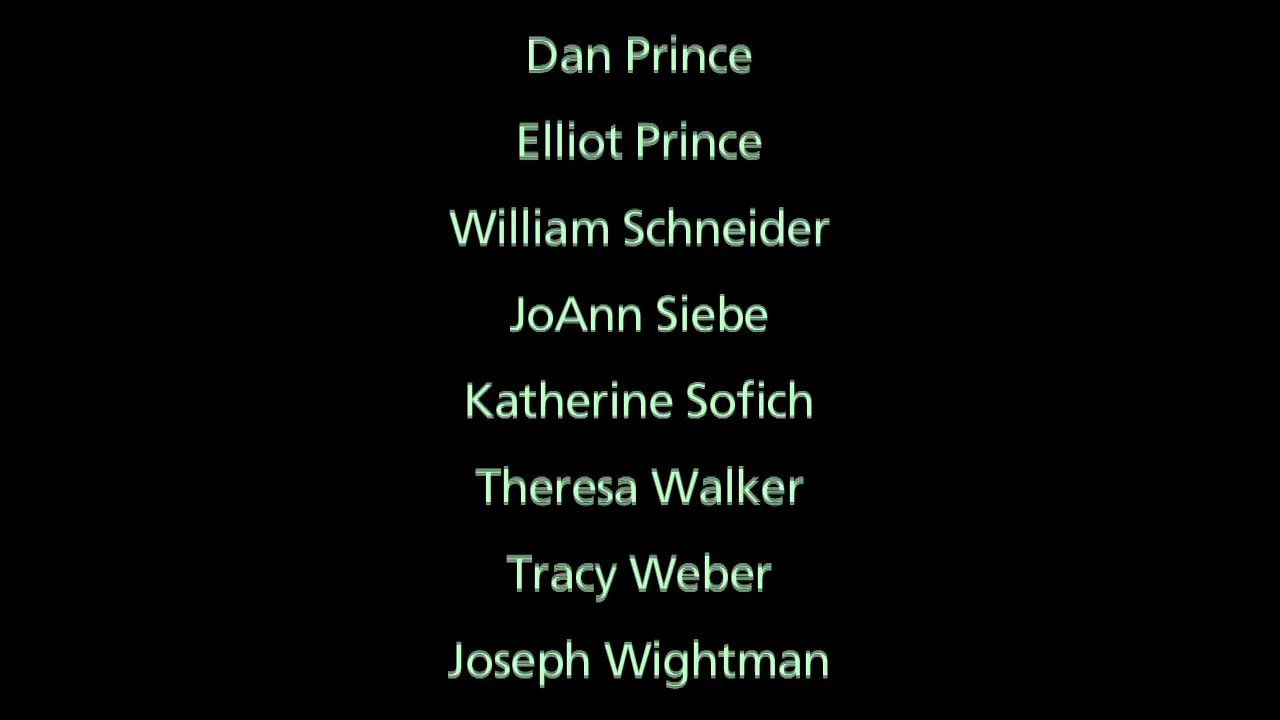 Dan Prince
Elliot Prince
William Schneider
JoAnn Siebe
Katherine Sofich
Theresa Walker
Tracy Weber
Joseph Wightman